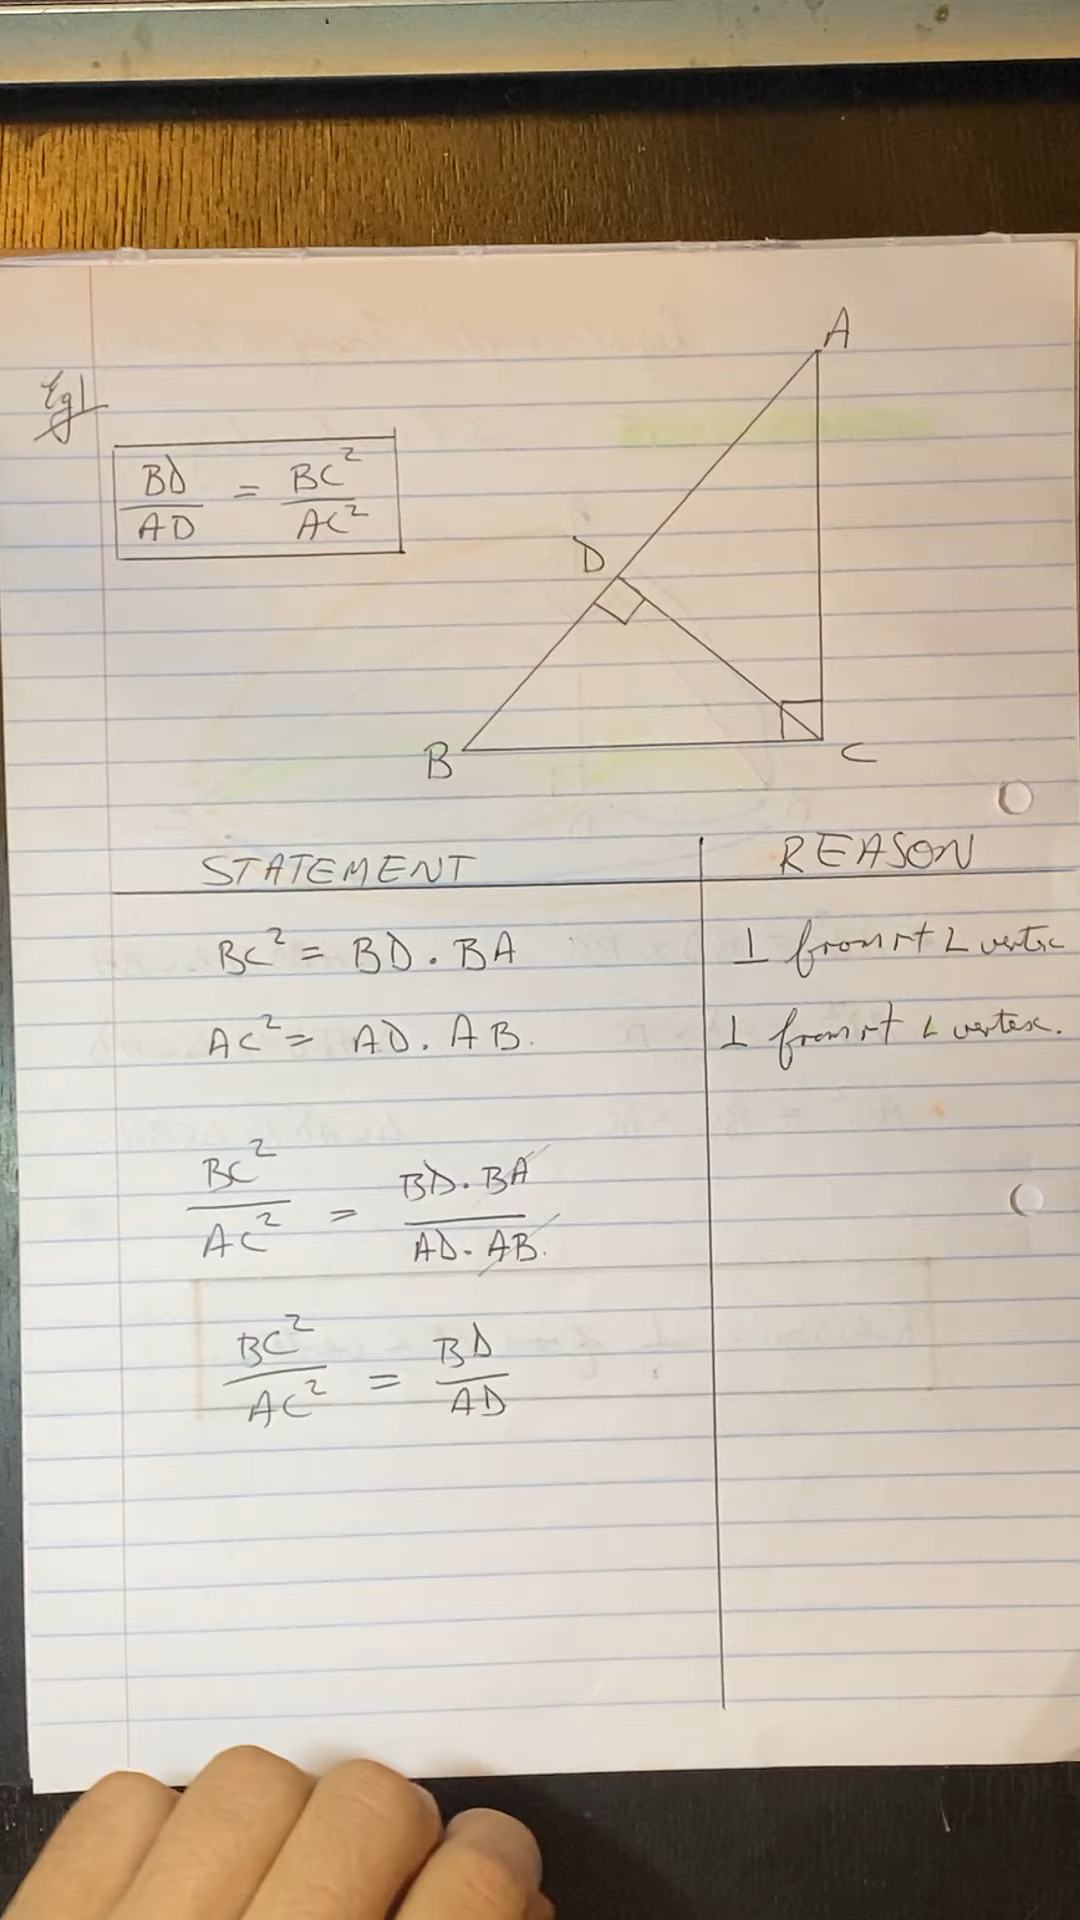 Eg1
BD/AD = BC²/AC²
A
D
B
C
STATEMENT REASON
BC² = BD . BA ⊥ from rt ∠ vertex
AC² = AD . AB. ⊥ from rt ∠ vertex.
BC²/AC² = BD . BA/AD . AB.
BC²/AC² = BD/AD